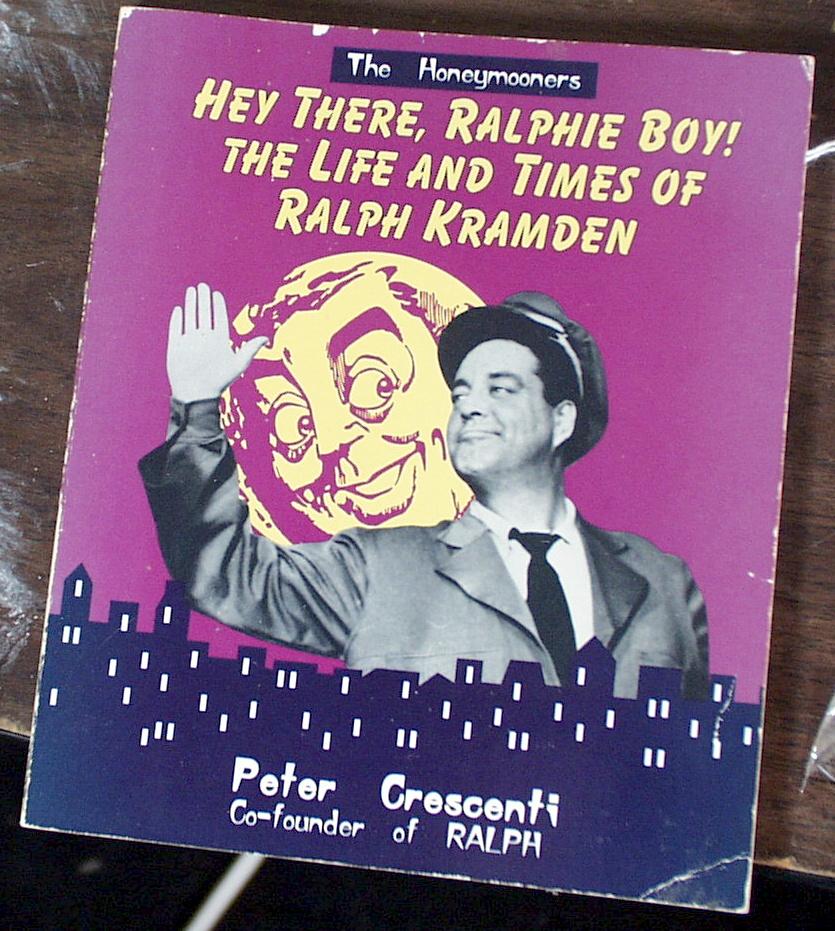 The Honeymooners
HEY THERE, RALPHIE BOY!
THE LIFE AND TIMES OF
RALPH KRAMDEN
Peter Crescenti
Co-founder of RALPH